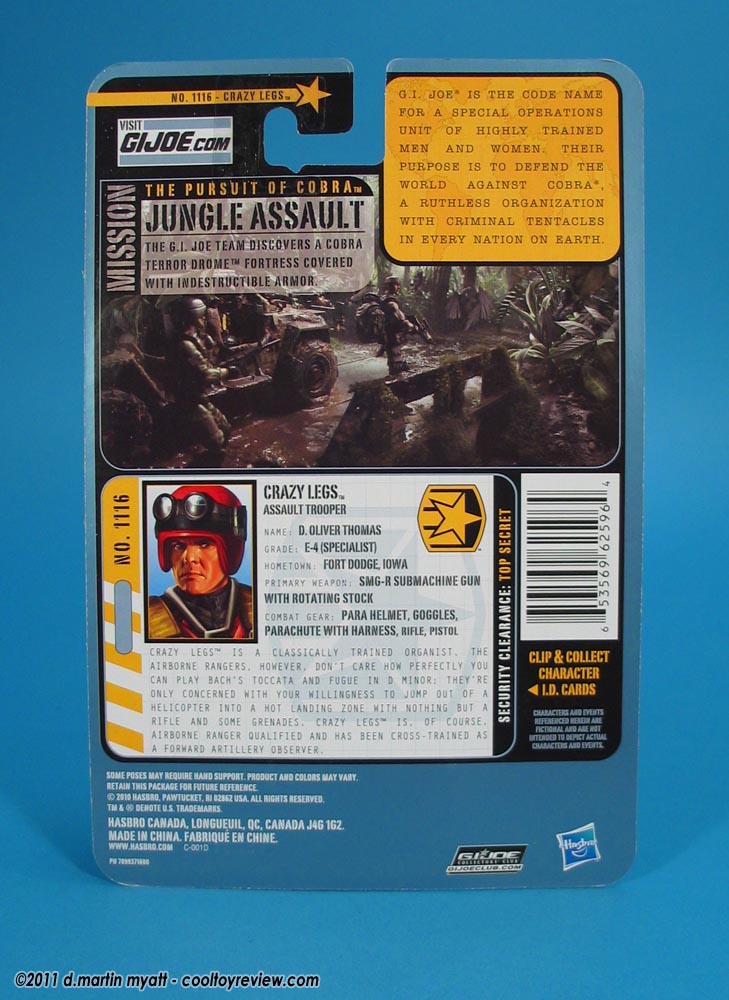 NO. 1116 - CRAZY LEGS™
VISIT
GIJOE.COM
G.I. JOE® IS THE CODE NAME
FOR A SPECIAL OPERATIONS
UNIT OF HIGHLY TRAINED
MEN AND WOMEN. THEIR
PURPOSE IS TO DEFEND THE
WORLD AGAINST COBRA®,
A RUTHLESS ORGANIZATION
WITH CRIMINAL TENTACLES
IN EVERY NATION ON EARTH.
MISSION
THE PURSUIT OF COBRA™
JUNGLE ASSAULT
THE G.I. JOE TEAM DISCOVERS A COBRA
TERROR DROME™ FORTRESS COVERED
WITH INDESTRUCTIBLE ARMOR.
NO. 1116
CRAZY LEGS™
ASSAULT TROOPER
NAME: D. OLIVER THOMAS
GRADE: E-4 (SPECIALIST)
HOMETOWN: FORT DODGE, IOWA
PRIMARY WEAPON: SMG-R SUBMACHINE GUN
WITH ROTATING STOCK
COMBAT GEAR: PARA HELMET, GOGGLES,
PARACHUTE WITH HARNESS, RIFLE, PISTOL
CRAZY LEGS™ IS A CLASSICALLY TRAINED ORGANIST. THE
AIRBORNE RANGERS, HOWEVER, DON'T CARE HOW PERFECTLY YOU
CAN PLAY BACH'S TOCCATA AND FUGUE IN D MINOR; THEY'RE
ONLY CONCERNED WITH YOUR WILLINGNESS TO JUMP OUT OF A
HELICOPTER INTO A HOT LANDING ZONE WITH NOTHING BUT A
RIFLE AND SOME GRENADES. CRAZY LEGS™ IS, OF COURSE,
AIRBORNE RANGER QUALIFIED AND HAS BEEN CROSS-TRAINED AS
A FORWARD ARTILLERY OBSERVER.
SECURITY CLEARANCE: TOP SECRET
6 53569 62596 4
CLIP & COLLECT
CHARACTER
I.D. CARDS
CHARACTERS AND EVENTS
REFERENCED HEREIN ARE
FICTIONAL AND ARE NOT
INTENDED TO DEPICT ACTUAL
CHARACTERS AND EVENTS.
SOME POSES MAY REQUIRE HAND SUPPORT. PRODUCT AND COLORS MAY VARY.
RETAIN THIS PACKAGE FOR FUTURE REFERENCE.
© 2010 HASBRO, PAWTUCKET, RI 02862 USA. ALL RIGHTS RESERVED.
TM & ® DENOTE U.S. TRADEMARKS.
HASBRO CANADA, LONGUEUIL, QC, CANADA J4G 1G2.
MADE IN CHINA. FABRIQUÉ EN CHINE.
WWW.HASBRO.COM C-001D
PN 7099371600
G.I.JOE
COLLECTORS' CLUB
GIJOECLUB.COM
Hasbro
©2011 d.martin myatt - cooltoyreview.com